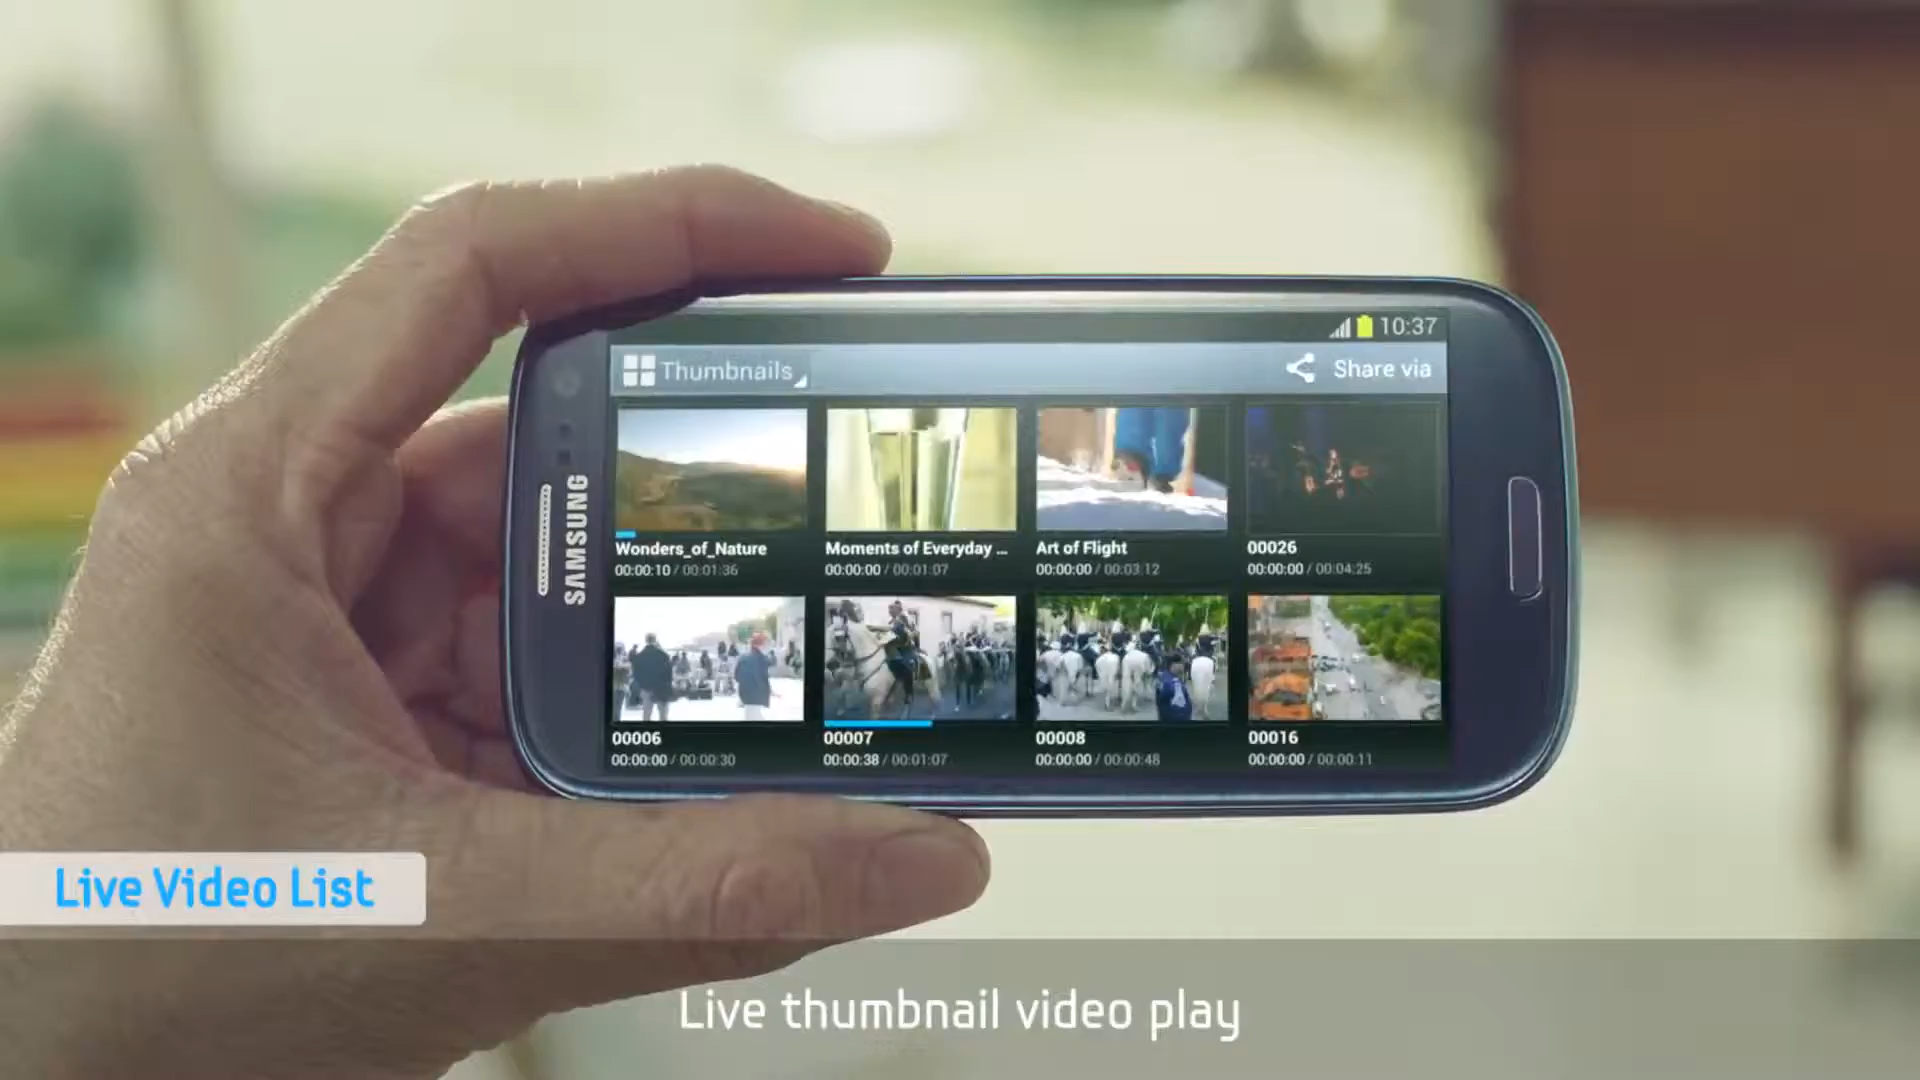 10:37
Thumbnails
Share via
SAMSUNG
Wonders_of_Nature
00:00:10 / 00:01:36
Moments of Everyday ...
00:00:00 / 00:01:07
Art of Flight
00:00:00 / 00:03:12
00026
00:00:00 / 00:04:25
00006
00:00:00 / 00:00:30
00007
00:00:38 / 00:01:07
00008
00:00:00 / 00:00:48
00016
00:00:00 / 00:00:11
Live Video List
Live thumbnail video play